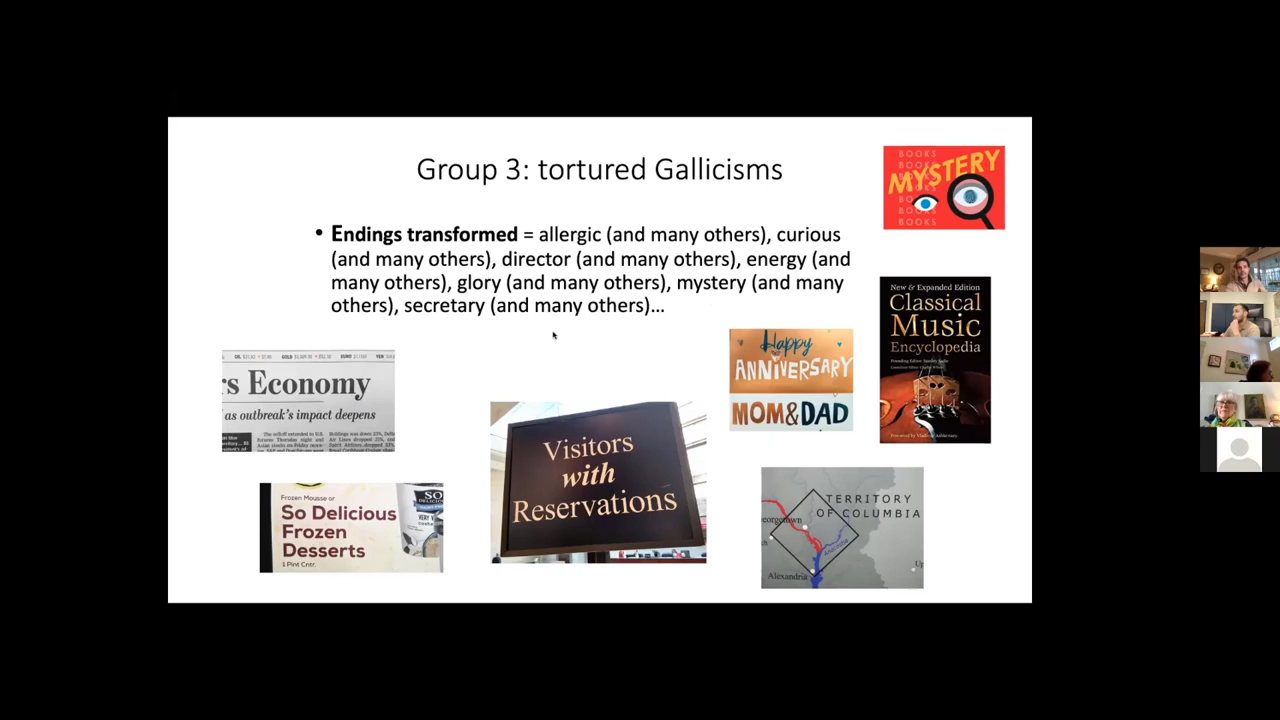 Group 3: tortured Gallicisms
• Endings transformed = allergic (and many others), curious
(and many others), director (and many others), energy (and
many others), glory (and many others), mystery (and many
others), secretary (and many others)...
BOOKS
BOOKS
MYSTERY
BOOKS
BOOKS
New & Expanded Edition
Classical
Music
Encyclopedia
Happy
ANNIVERSARY
MOM&DAD
rs Economy
as outbreak's impact deepens
Visitors
with
Reservations
Frozen Mousse or
So Delicious
Frozen
Desserts
1 Pint Cntr.
SO
TERRITORY
OF COLUMBIA
eorgetown
Alexandria